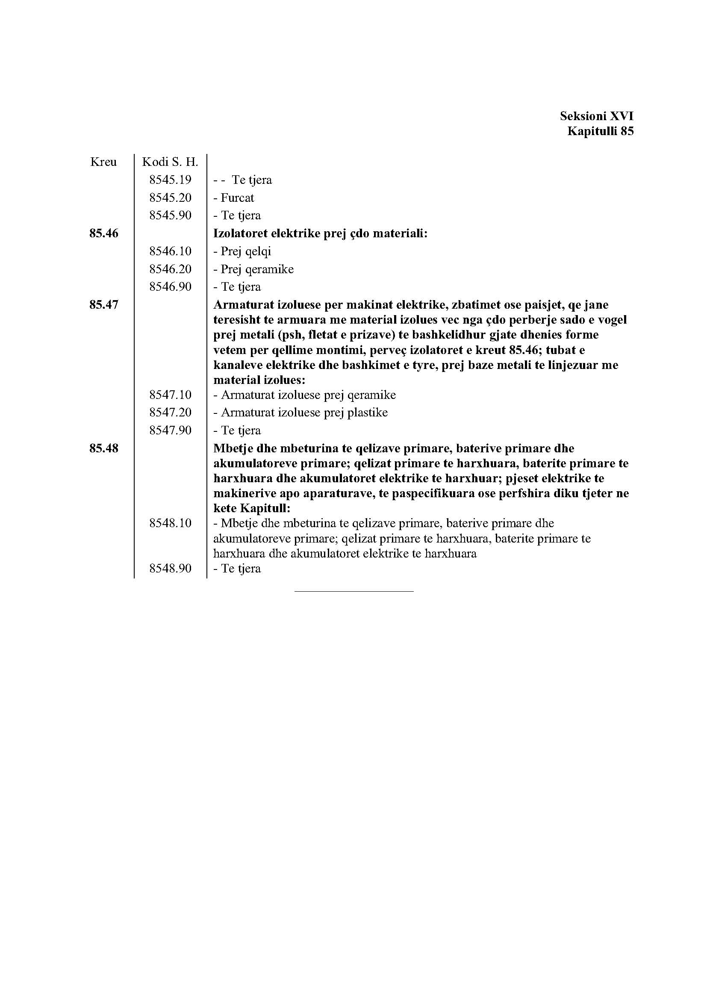 Seksioni XVI
Kapitulli 85
Kreu Kodi S. H.
8545.19 - - Te tjera
8545.20 - Furcat
8545.90 - Te tjera
85.46 Izolatoret elektrike prej çdo materiali:
8546.10 - Prej qelqi
8546.20 - Prej qeramike
8546.90 - Te tjera
85.47 Armaturat izoluese per makinat elektrike, zbatimet ose paisjet, qe jane
teresisht te armuara me material izolues vec nga çdo perberje sado e vogel
prej metali (psh, fletat e prizave) te bashkelidhur gjate dhenies forme
vetem per qellime montimi, perveç izolatoret e kreut 85.46; tubat e
kanaleve elektrike dhe bashkimet e tyre, prej baze metali te linjezuar me
material izolues:
8547.10 - Armaturat izoluese prej qeramike
8547.20 - Armaturat izoluese prej plastike
8547.90 - Te tjera
85.48 Mbetje dhe mbeturina te qelizave primare, baterive primare dhe
akumulatoreve primare; qelizat primare te harxhuara, baterite primare te
harxhuara dhe akumulatoret elektrike te harxhuar; pjeset elektrike te
makinerive apo aparaturave, te paspecifikuara ose perfshira diku tjeter ne
kete Kapitull:
8548.10 - Mbetje dhe mbeturina te qelizave primare, baterive primare dhe
akumulatoreve primare; qelizat primare te harxhuara, baterite primare te
harxhuara dhe akumulatoret elektrike te harxhuara
8548.90 - Te tjera